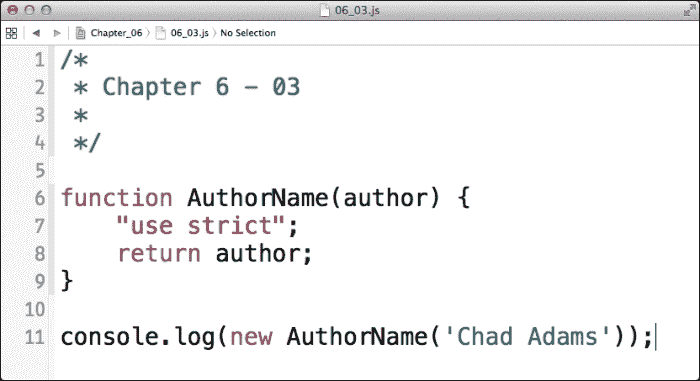 06_03.js
Chapter_06 〉 06_03.js 〉 No Selection
1 /*
2  * Chapter 6 – 03
3  *
4  */
5
6 function AuthorName(author) {
7     "use strict";
8     return author;
9 }
10
11 console.log(new AuthorName('Chad Adams'));